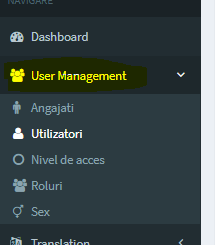 NAVIGARE
Dashboard
User Management
Angajati
Utilizatori
Nivel de acces
Roluri
Sex
Translation